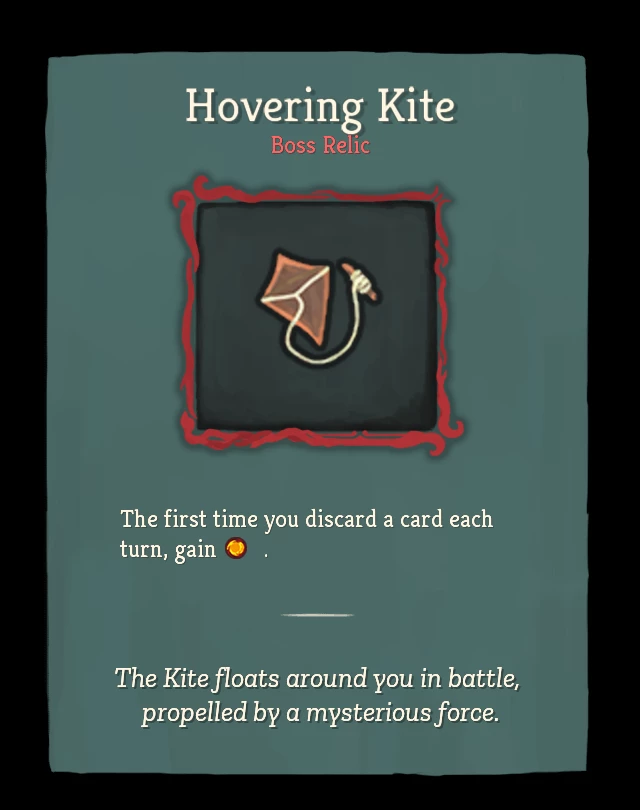 Hovering Kite
Boss Relic
The first time you discard a card each
turn, gain .
The Kite floats around you in battle,
propelled by a mysterious force.